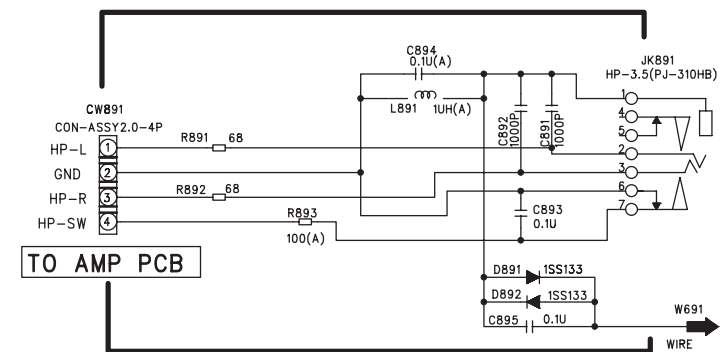 C894
0.1U(A)
JK891
HP-3.5(PJ-310HB)
L891 1UH(A)
CW891
CON-ASSY2.0-4P
C892
1000P
C891
1000P
1
4
5
2
3
6
7
R891 68
HP-L 1
GND 2
R892 68
HP-R 3
HP-SW 4
R893
100(A)
C893
0.1U
TO AMP PCB
D891 1SS133
D892 1SS133
C895 0.1U
W691
WIRE